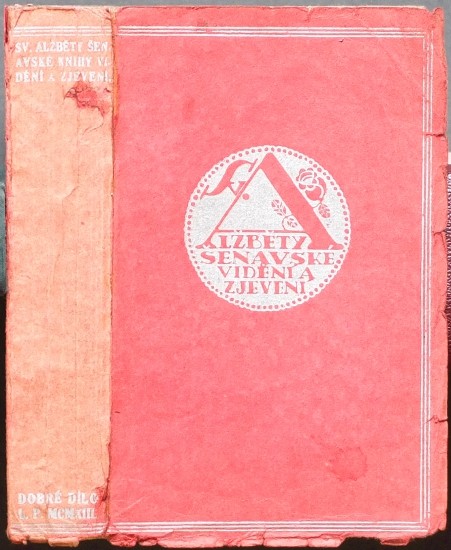 SV. ALŽBĚTY ŠEN
AVSKÉ KNIHY VI
DĚNÍ A ZJEVENÍ.
ALŽBĚTY
ŠENAVSKÉ
VIDĚNÍ A
ZJEVENÍ
DOBRÉ DÍLO
L. P. MCMXIII